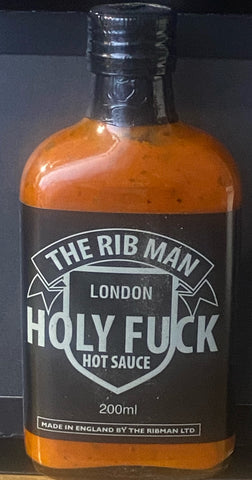 THE RIB MAN
LONDON
HOLY FUCK
HOT SAUCE
200ml
MADE IN ENGLAND BY THE RIBMAN LTD